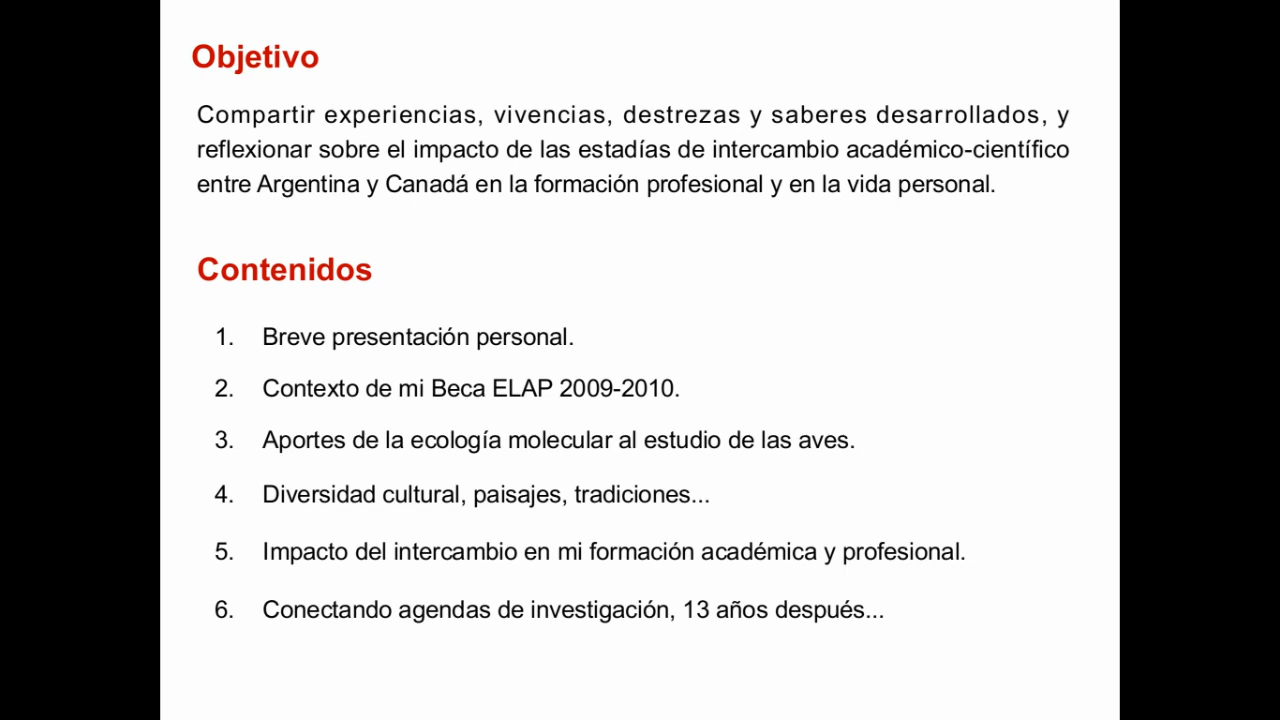 Objetivo
Compartir experiencias, vivencias, destrezas y saberes desarrollados, y
reflexionar sobre el impacto de las estadías de intercambio académico-científico
entre Argentina y Canadá en la formación profesional y en la vida personal.
Contenidos
1. Breve presentación personal.
2. Contexto de mi Beca ELAP 2009-2010.
3. Aportes de la ecología molecular al estudio de las aves.
4. Diversidad cultural, paisajes, tradiciones...
5. Impacto del intercambio en mi formación académica y profesional.
6. Conectando agendas de investigación, 13 años después...